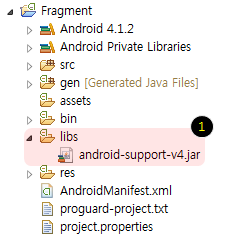 Fragment
Android 4.1.2
Android Private Libraries
src
gen [Generated Java Files]
assets
bin
1
libs
android-support-v4.jar
res
AndroidManifest.xml
proguard-project.txt
project.properties